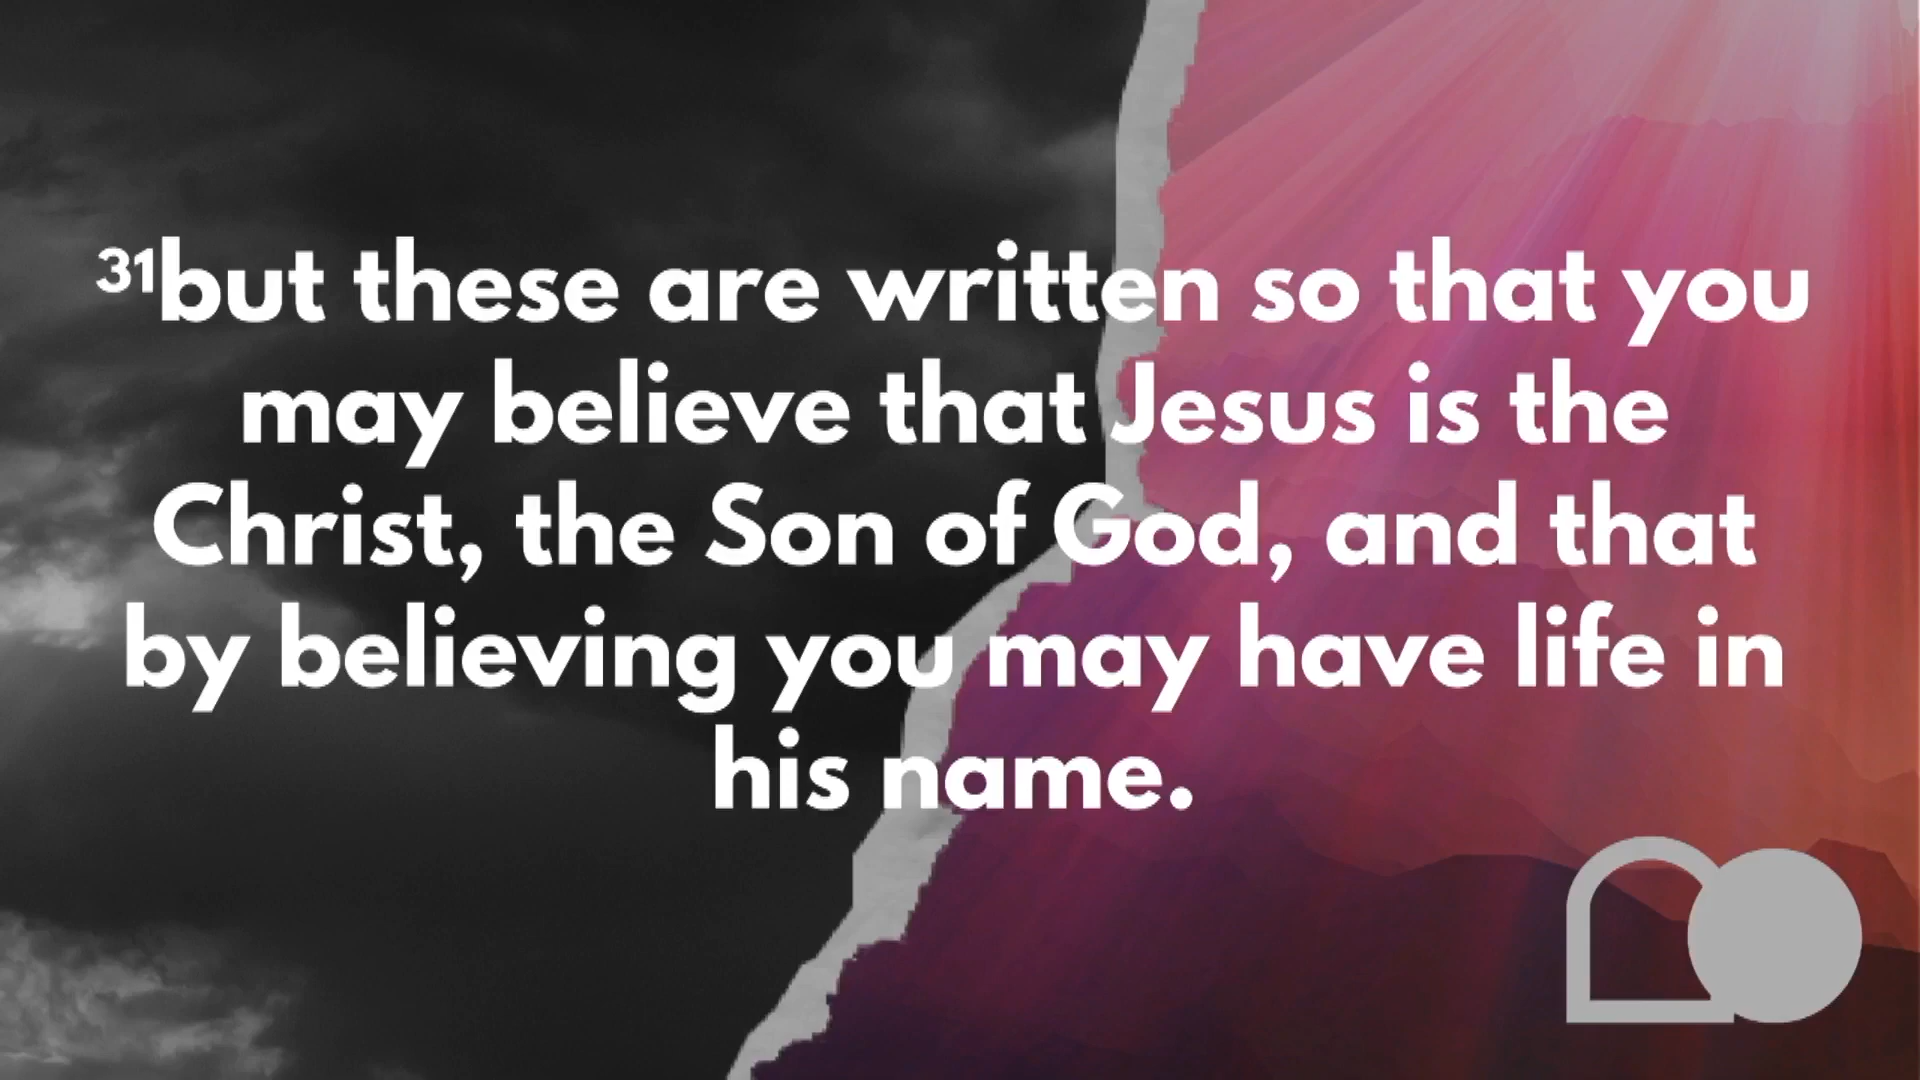 ³¹but these are written so that you
may believe that Jesus is the
Christ, the Son of God, and that
by believing you may have life in
his name.